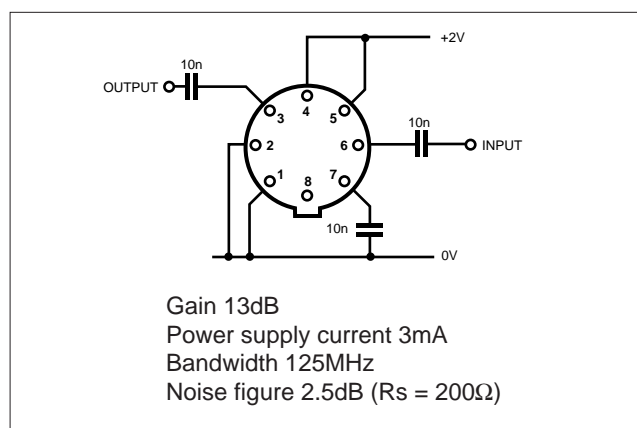 +2V
10n
OUTPUT
4
3
5
10n
2
6
INPUT
1
8
7
10n
0V
Gain 13dB
Power supply current 3mA
Bandwidth 125MHz
Noise figure 2.5dB (Rs = 200Ω)